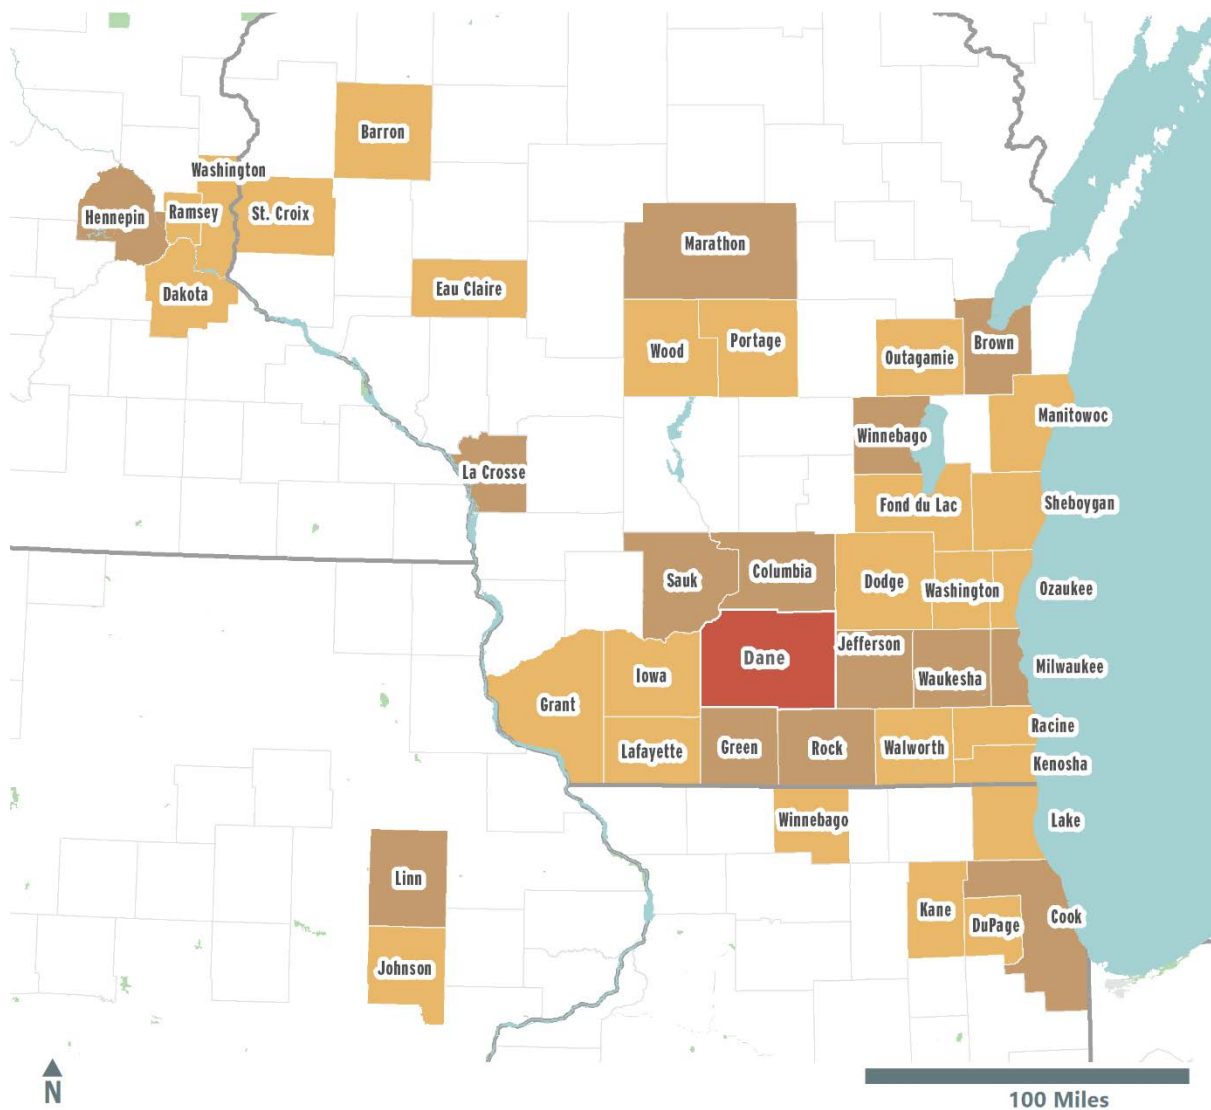 Barron
Washington
Hennepin
Ramsey
St. Croix
Marathon
Eau Claire
Dakota
Wood
Portage
Outagamie
Brown
Manitowoc
Winnebago
La Crosse
Fond du Lac
Sheboygan
Sauk
Columbia
Dodge
Washington
Ozaukee
Jefferson
Dane
Iowa
Waukesha
Milwaukee
Grant
Lafayette
Green
Rock
Walworth
Racine
Kenosha
Winnebago
Lake
Linn
Kane
DuPage
Cook
Johnson
N
100 Miles